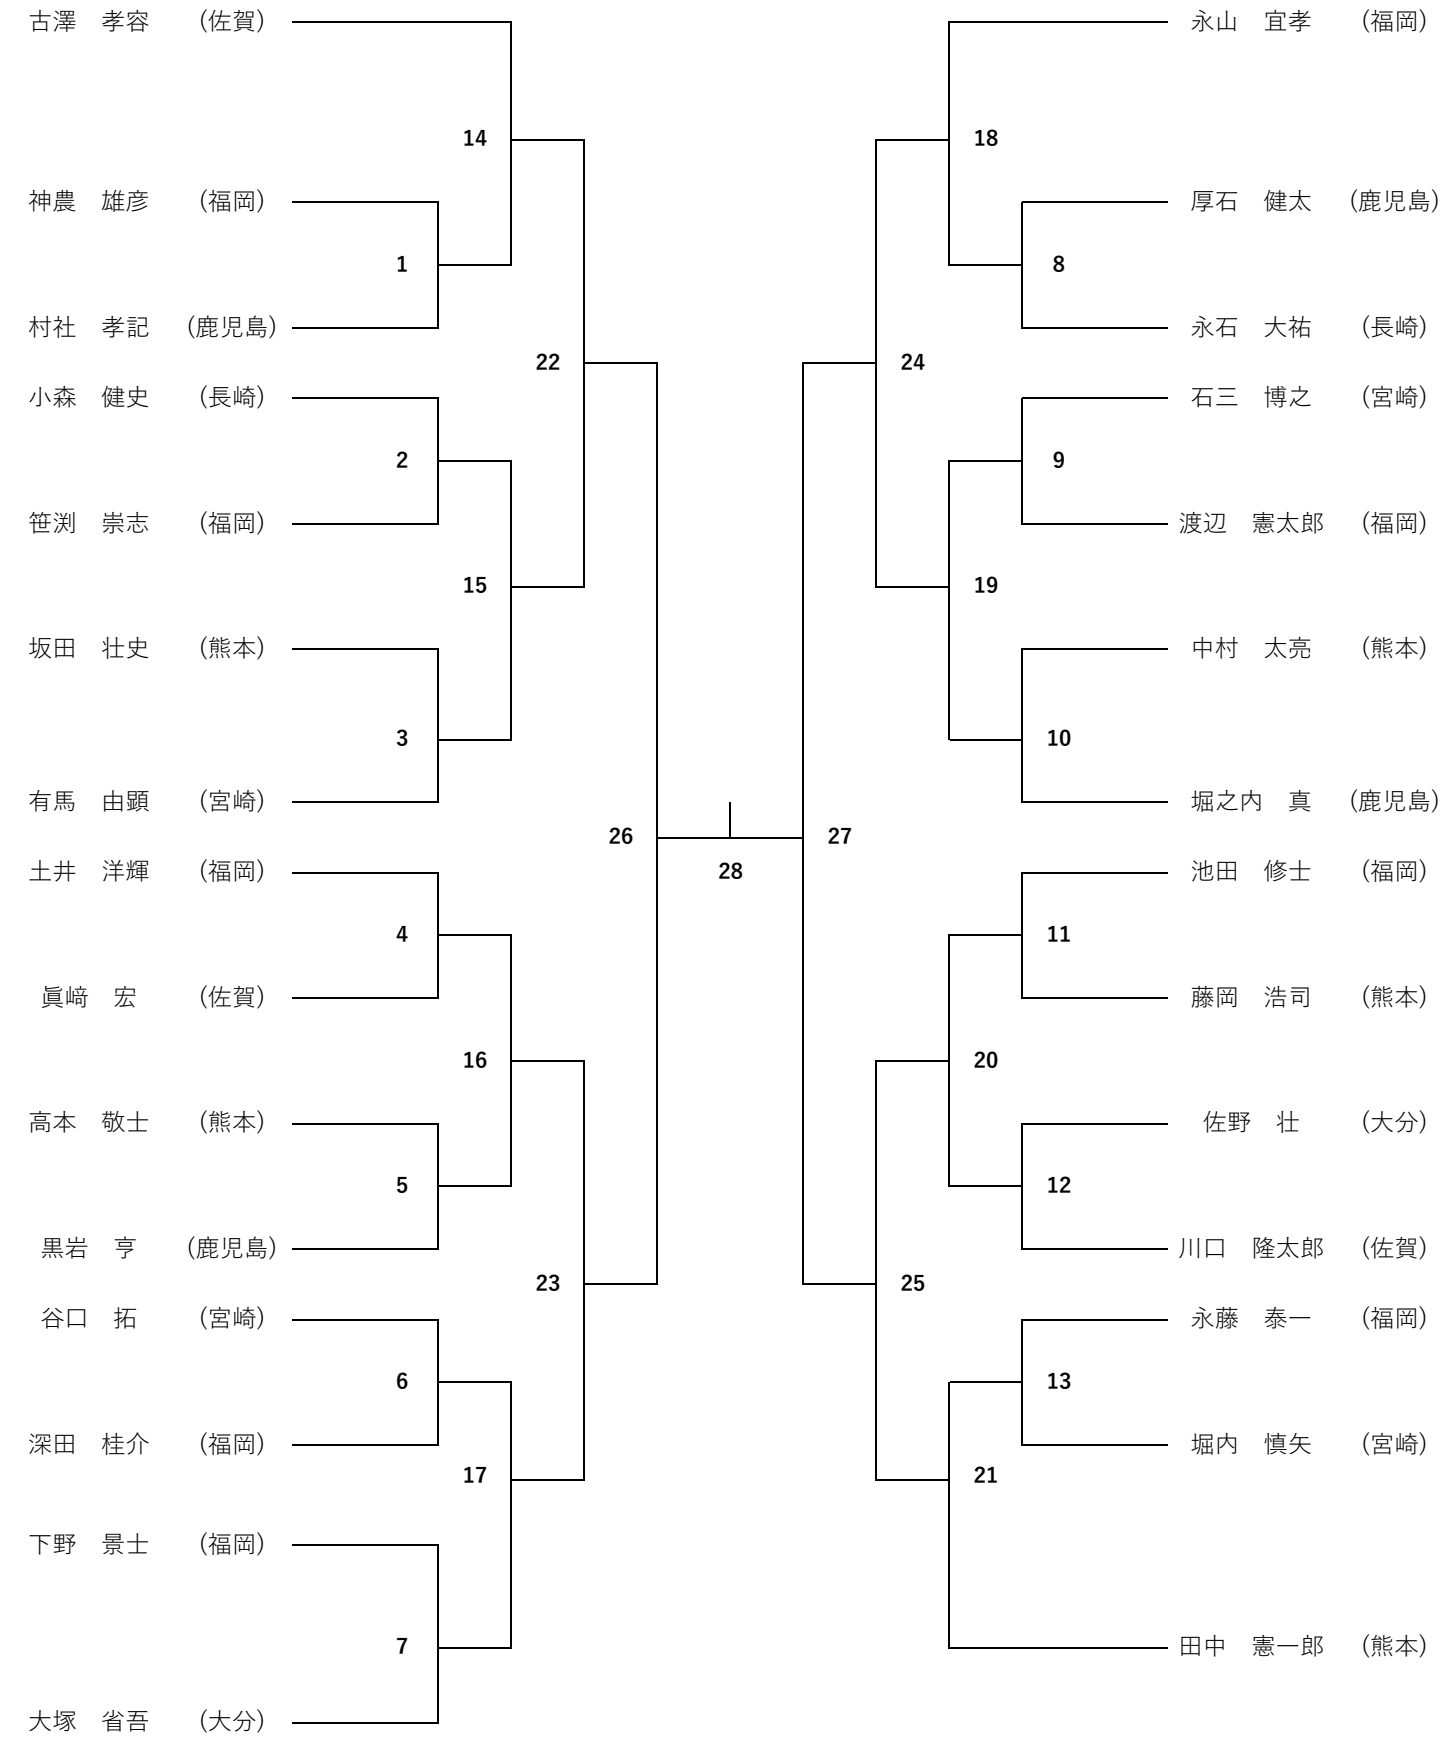 古澤　孝容　（佐賀）
14
神農　雄彦　（福岡）
1
村社　孝記　（鹿児島）
22
小森　健史　（長崎）
2
笹渕　崇志　（福岡）
15
坂田　壮史　（熊本）
3
有馬　由顕　（宮崎）
26
土井　洋輝　（福岡）
4
眞﨑　宏　（佐賀）
16
高本　敬士　（熊本）
5
黒岩　亨　（鹿児島）
23
谷口　拓　（宮崎）
6
深田　桂介　（福岡）
17
下野　景士　（福岡）
7
大塚　省吾　（大分）
28
永山　宜孝　（福岡）
18
厚石　健太　（鹿児島）
8
永石　大祐　（長崎）
24
石三　博之　（宮崎）
9
渡辺　憲太郎　（福岡）
19
中村　太亮　（熊本）
10
堀之内　真　（鹿児島）
27
池田　修士　（福岡）
11
藤岡　浩司　（熊本）
20
佐野　壮　（大分）
12
川口　隆太郎　（佐賀）
25
永藤　泰一　（福岡）
13
堀内　慎矢　（宮崎）
21
田中　憲一郎　（熊本）